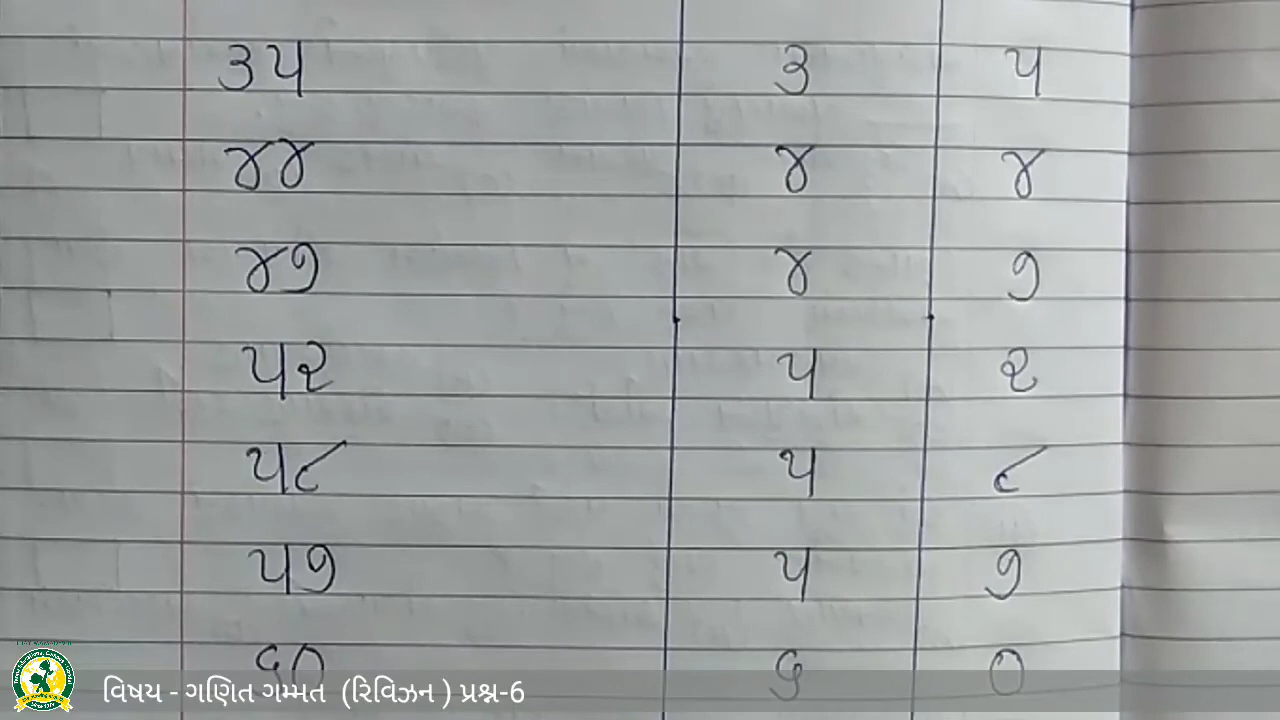 ૩૫ ૩ ૫
૪૪ ૪ ૪
૪૭ ૪ ૭
૫૨ ૫ ૨
૫૮ ૫ ૮
૫૭ ૫ ૭
૬૦ ૬ ૦
વિષય - ગણિત ગમ્મત (રિવિઝન ) પ્રશ્ન-6